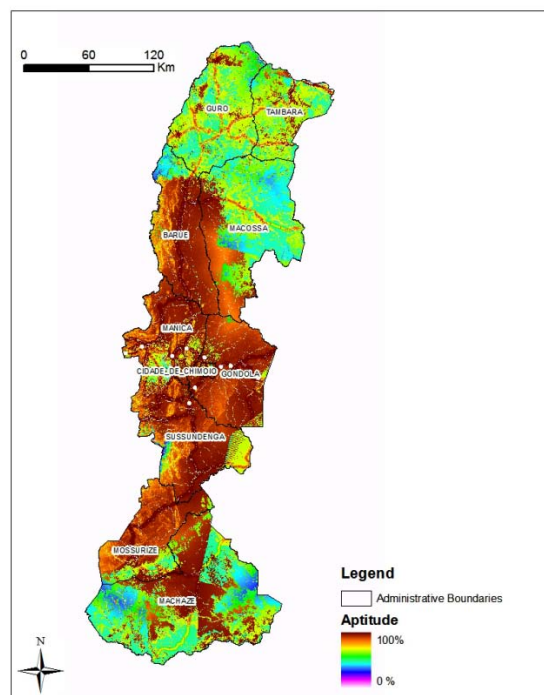 0 60 120
Km
GURO
TAMBARA
BARUE
MACOSSA
MANICA
CIDADE_DE_CHIMOIO
GONDOLA
SUSSUNDENGA
MOSSURIZE
MACHAZE
N
Legend
Administrative Boundaries
Aptitude
100%
0 %